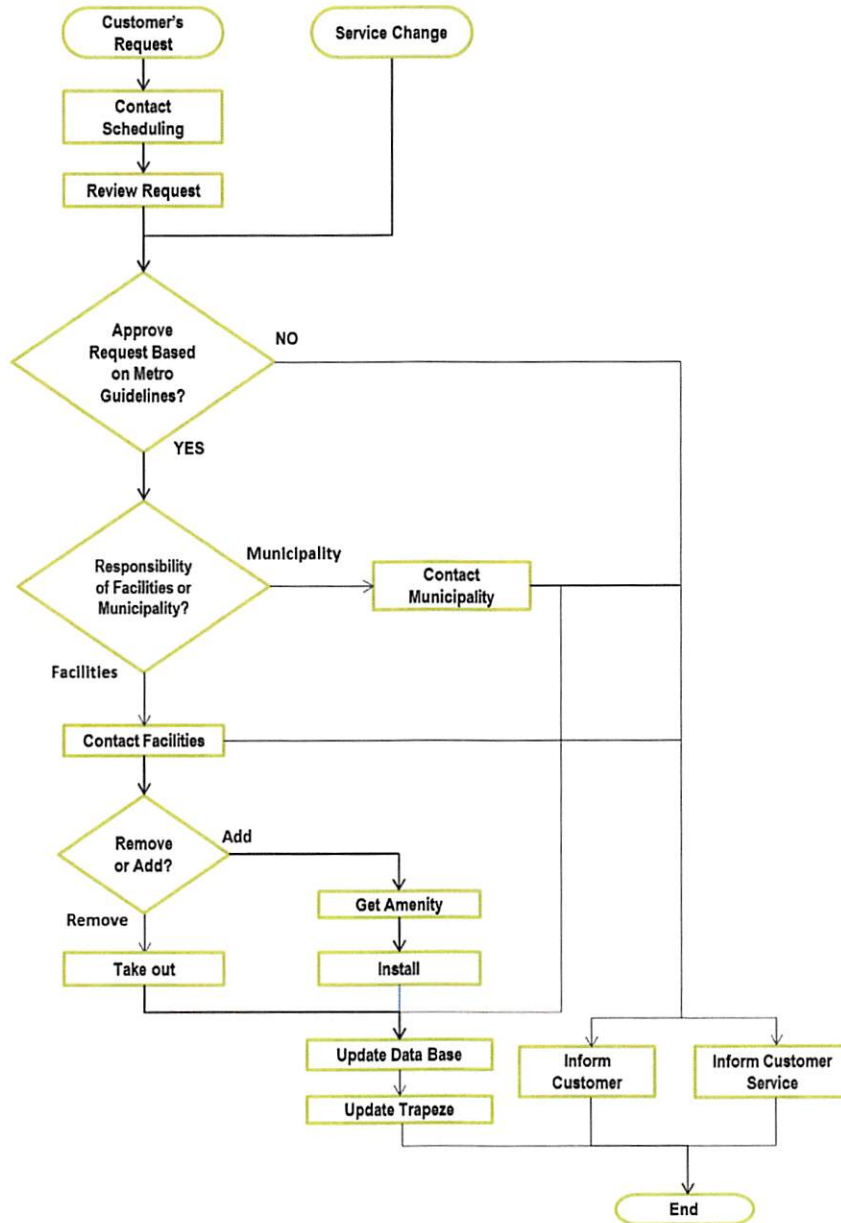 Customer's
Request
Service Change
Contact
Scheduling
Review Request
Approve
Request Based
on Metro
Guidelines?
NO
YES
Responsibility
of Facilities or
Municipality?
Municipality
Contact
Municipality
Facilities
Contact Facilities
Remove
or Add?
Add
Get Amenity
Remove
Take out
Install
Update Data Base
Inform
Customer
Inform Customer
Service
Update Trapeze
End